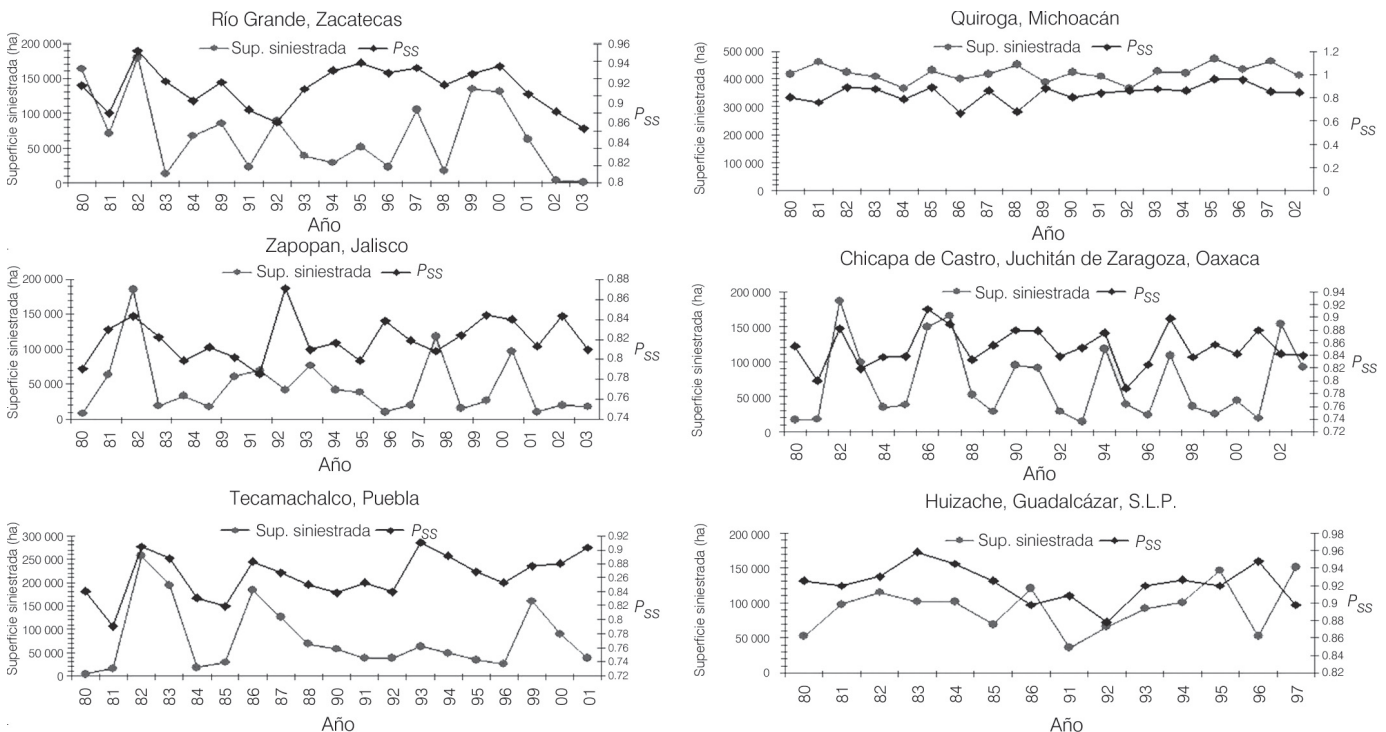 Río Grande, Zacatecas
Sup. siniestrada
PSS
Superficie siniestrada (ha)
200 000
150 000
100 000
50 000
0
0.96
0.94
0.92
0.9
0.88
0.86
0.84
0.82
0.8
PSS
80 81 82 83 84 89 91 92 93 94 95 96 97 98 99 00 01 02 03
Año
Quiroga, Michoacán
Sup. siniestrada
PSS
Superficie siniestrada (ha)
500 000
400 000
300 000
200 000
100 000
0
1.2
1
0.8
0.6
0.4
0.2
0
PSS
80 81 82 83 84 85 86 87 88 89 90 91 92 93 94 95 96 97 02
Año
Zapopan, Jalisco
Sup. siniestrada
PSS
Superficie siniestrada (ha)
200 000
150 000
100 000
50 000
0
0.88
0.86
0.84
0.82
0.8
0.78
0.76
0.74
PSS
80 81 82 83 84 89 90 91 92 93 94 95 96 97 98 99 00 01 02 03
Año
Chicapa de Castro, Juchitán de Zaragoza, Oaxaca
Sup. siniestrada
PSS
Superficie siniestrada (ha)
200 000
150 000
100 000
50 000
0
0.94
0.92
0.9
0.88
0.86
0.84
0.82
0.8
0.78
0.76
0.74
0.72
PSS
80 82 84 86 88 90 92 94 96 98 00 02
Año
Tecamachalco, Puebla
Sup. siniestrada
PSS
Superficie siniestrada (ha)
300 000
250 000
200 000
150 000
100 000
50 000
0
0.92
0.9
0.88
0.86
0.84
0.82
0.8
0.78
0.76
0.74
0.72
PSS
80 81 82 83 84 85 86 87 88 90 91 92 93 94 95 96 99 00 01
Año
Huizache, Guadalcázar, S.L.P.
Sup. siniestrada
PSS
Superficie siniestrada (ha)
200 000
150 000
100 000
50 000
0
0.98
0.96
0.94
0.92
0.9
0.88
0.86
0.84
0.82
PSS
80 81 82 83 84 85 86 91 92 93 94 95 96 97
Año